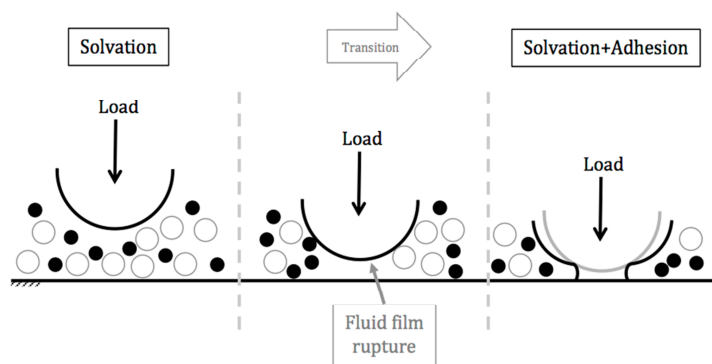 Solvation
Transition
Solvation+Adhesion
Load
Load
Load
Fluid film
rupture